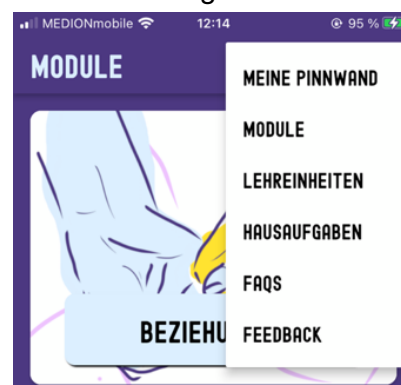 MEDIONmobile 12:14 95 %
MODULE
MEINE PINNWAND
MODULE
LEHREINHEITEN
HAUSAUFGABEN
FAQS
BEZIEHU
FEEDBACK